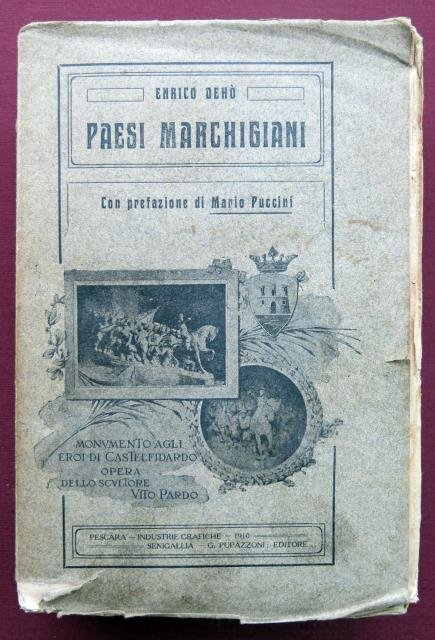 ENRICO DEHÒ
PAESI MARCHIGIANI
Con prefazione di Mario Puccini
MONVMENTO AGLI
EROI DI CASTELFIDARDO
OPERA
DELLO SCVLTORE
VITO PARDO
PESCARA — INDUSTRIE GRAFICHE — 1910
SENIGALLIA — G. PUPAZZONI EDITORE